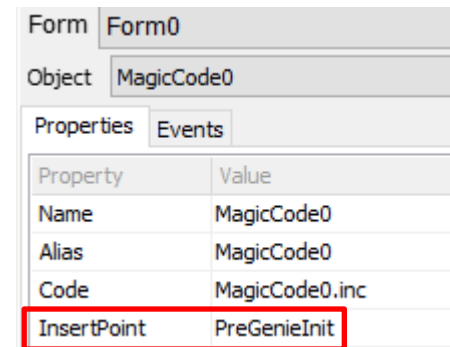 Form Form0
Object MagicCode0
Properties Events
Property Value
Name MagicCode0
Alias MagicCode0
Code MagicCode0.inc
InsertPoint PreGenieInit